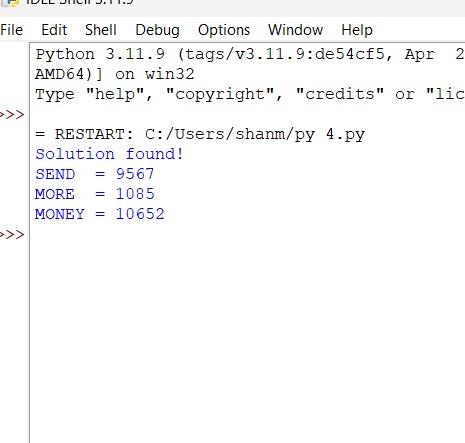 IDLE Shell 3.11.9
File Edit Shell Debug Options Window Help
Python 3.11.9 (tags/v3.11.9:de54cf5, Apr 2
AMD64)] on win32
Type "help", "copyright", "credits" or "lic
>>>
= RESTART: C:/Users/shanm/py 4.py
Solution found!
SEND  = 9567
MORE  = 1085
MONEY = 10652
>>>